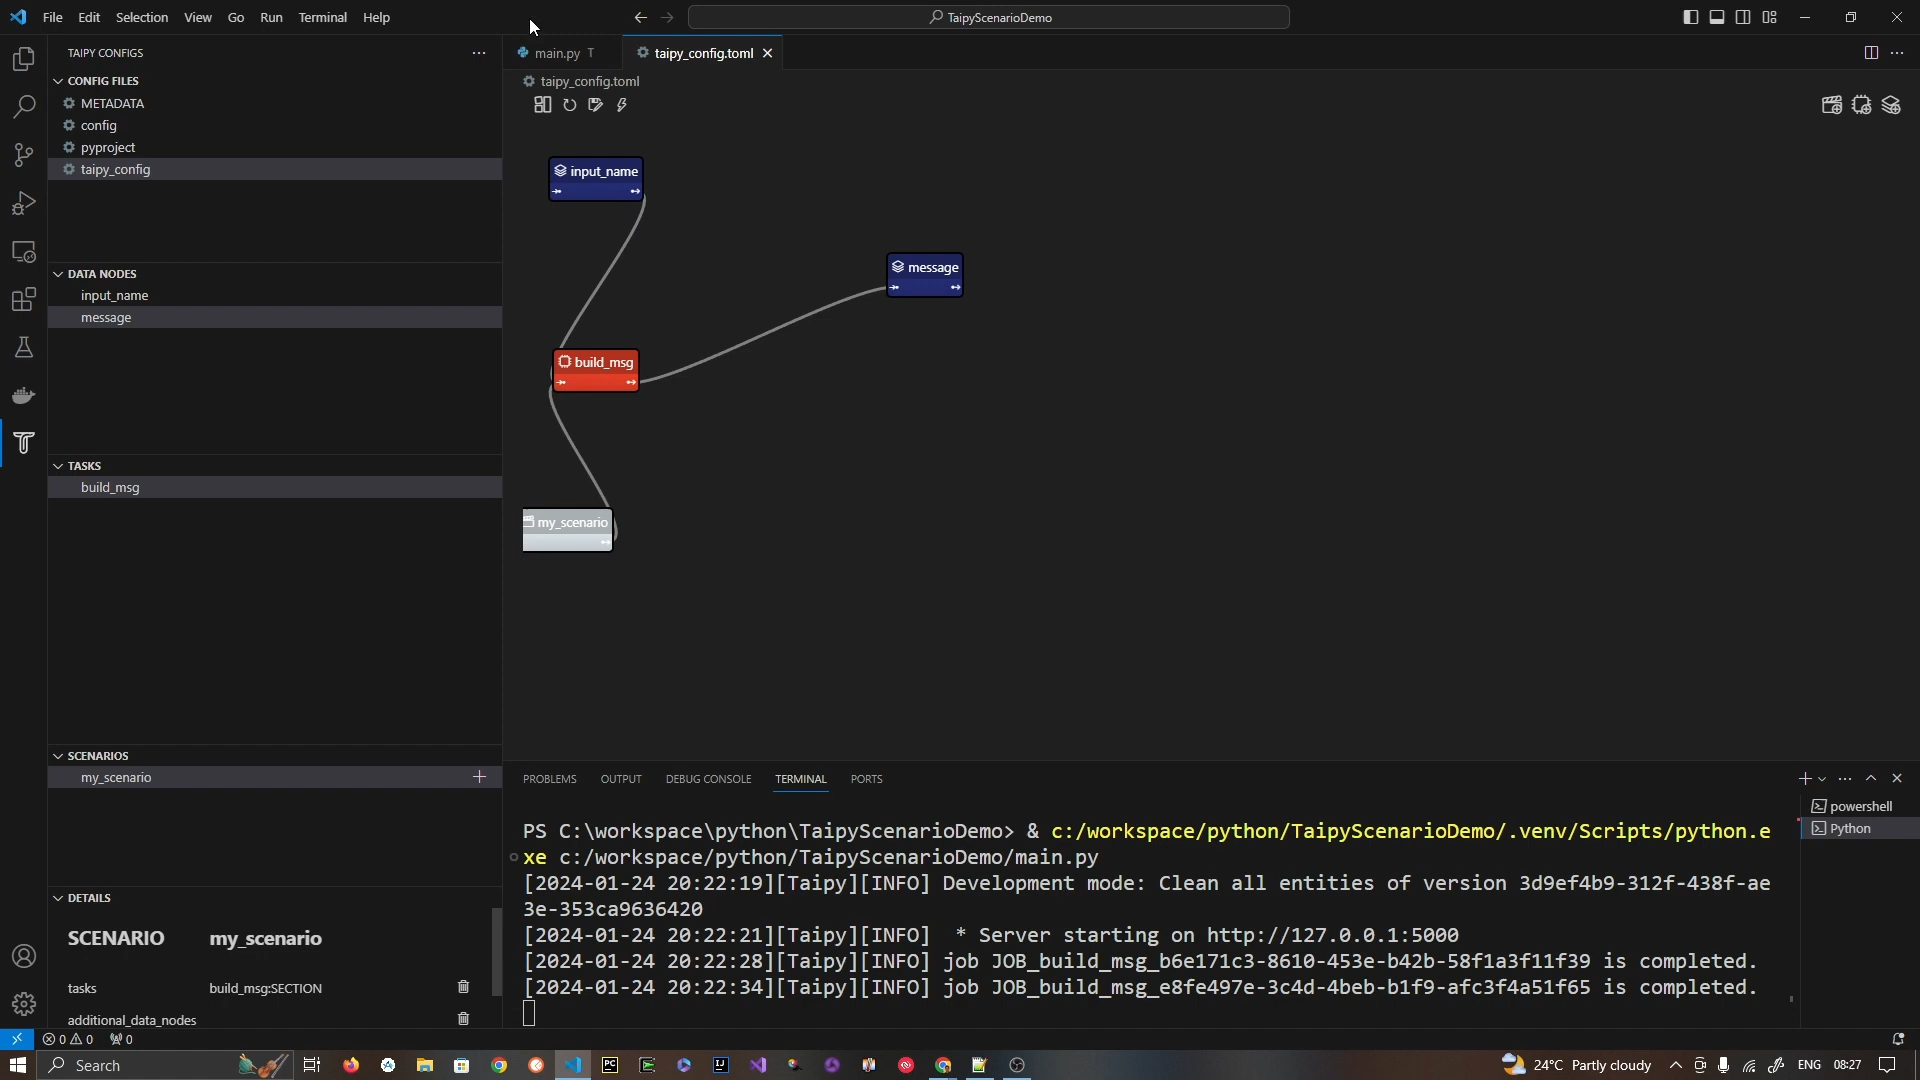 File Edit Selection View Go Run Terminal Help
TaipyScenarioDemo
TAIPY CONFIGS
CONFIG FILES
METADATA
config
pyproject
taipy_config
DATA NODES
input_name
message
TASKS
build_msg
SCENARIOS
my_scenario
DETAILS
SCENARIO my_scenario
tasks build_msg:SECTION
additional_data_nodes
main.py T
taipy_config.toml
taipy_config.toml
input_name
message
build_msg
my_scenario
PROBLEMS OUTPUT DEBUG CONSOLE TERMINAL PORTS
PS C:\workspace\python\TaipyScenarioDemo> & c:/workspace/python/TaipyScenarioDemo/.venv/Scripts/python.e
xe c:/workspace/python/TaipyScenarioDemo/main.py
[2024-01-24 20:22:19][Taipy][INFO] Development mode: Clean all entities of version 3d9ef4b9-312f-438f-ae
3e-353ca9636420
[2024-01-24 20:22:21][Taipy][INFO]  * Server starting on http://127.0.0.1:5000
[2024-01-24 20:22:28][Taipy][INFO] job JOB_build_msg_b6e171c3-8610-453e-b42b-58f1a3f11f39 is completed.
[2024-01-24 20:22:34][Taipy][INFO] job JOB_build_msg_e8fe497e-3c4d-4beb-b1f9-afc3f4a51f65 is completed.
powershell
Python
0 0 0
Search
24°C Partly cloudy
ENG 08:27